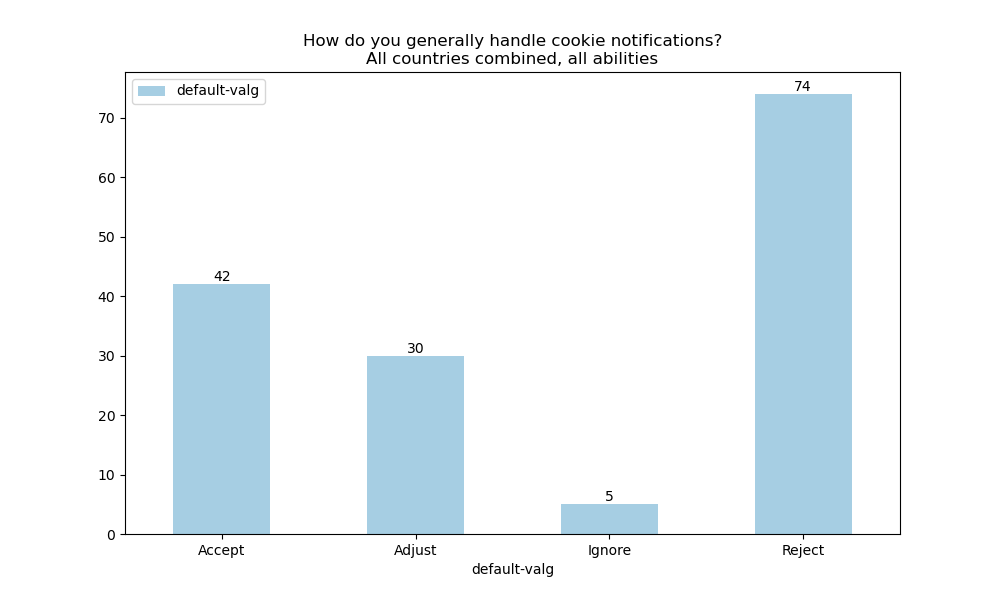 How do you generally handle cookie notifications?
All countries combined, all abilities
default-valg
74
70
60
50
42
40
30
30
20
10
5
0
Accept Adjust Ignore Reject
default-valg